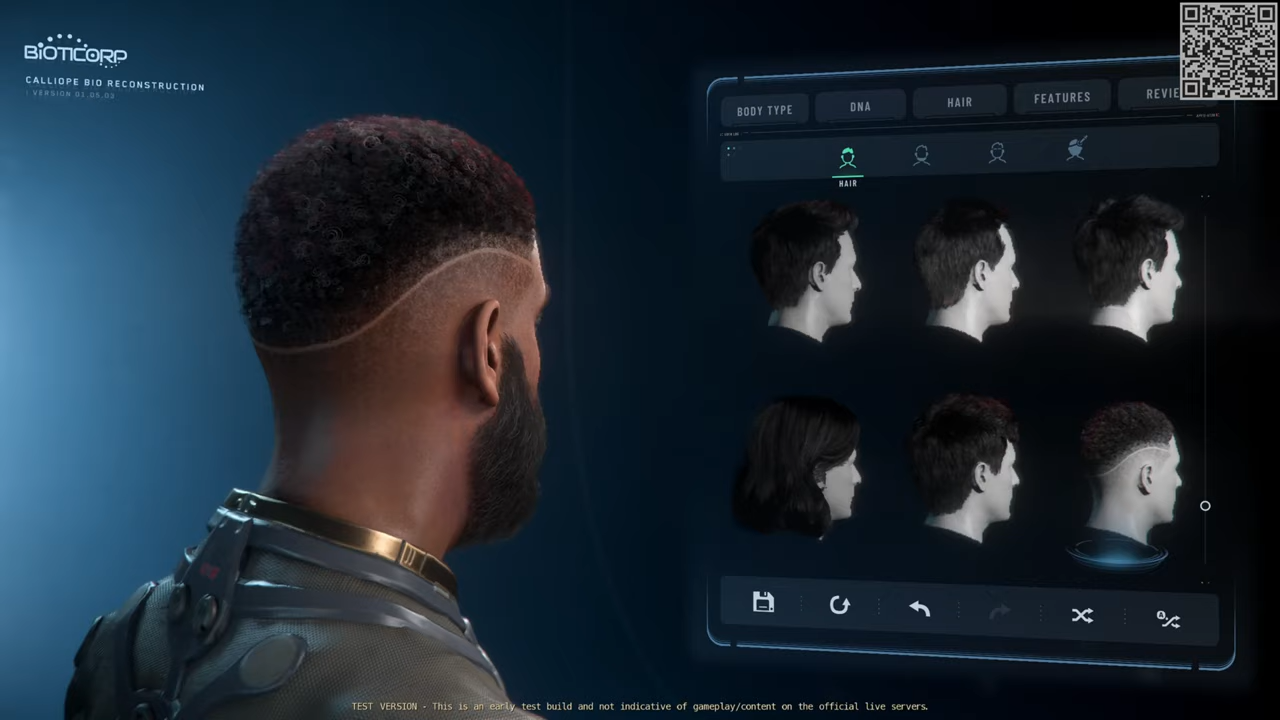 BIOTICORP
CALLIOPE BIO RECONSTRUCTION
BODY TYPE
DNA
HAIR
FEATURES
HAIR
TEST VERSION - This is an early test build and not indicative of gameplay/content on the official live servers.